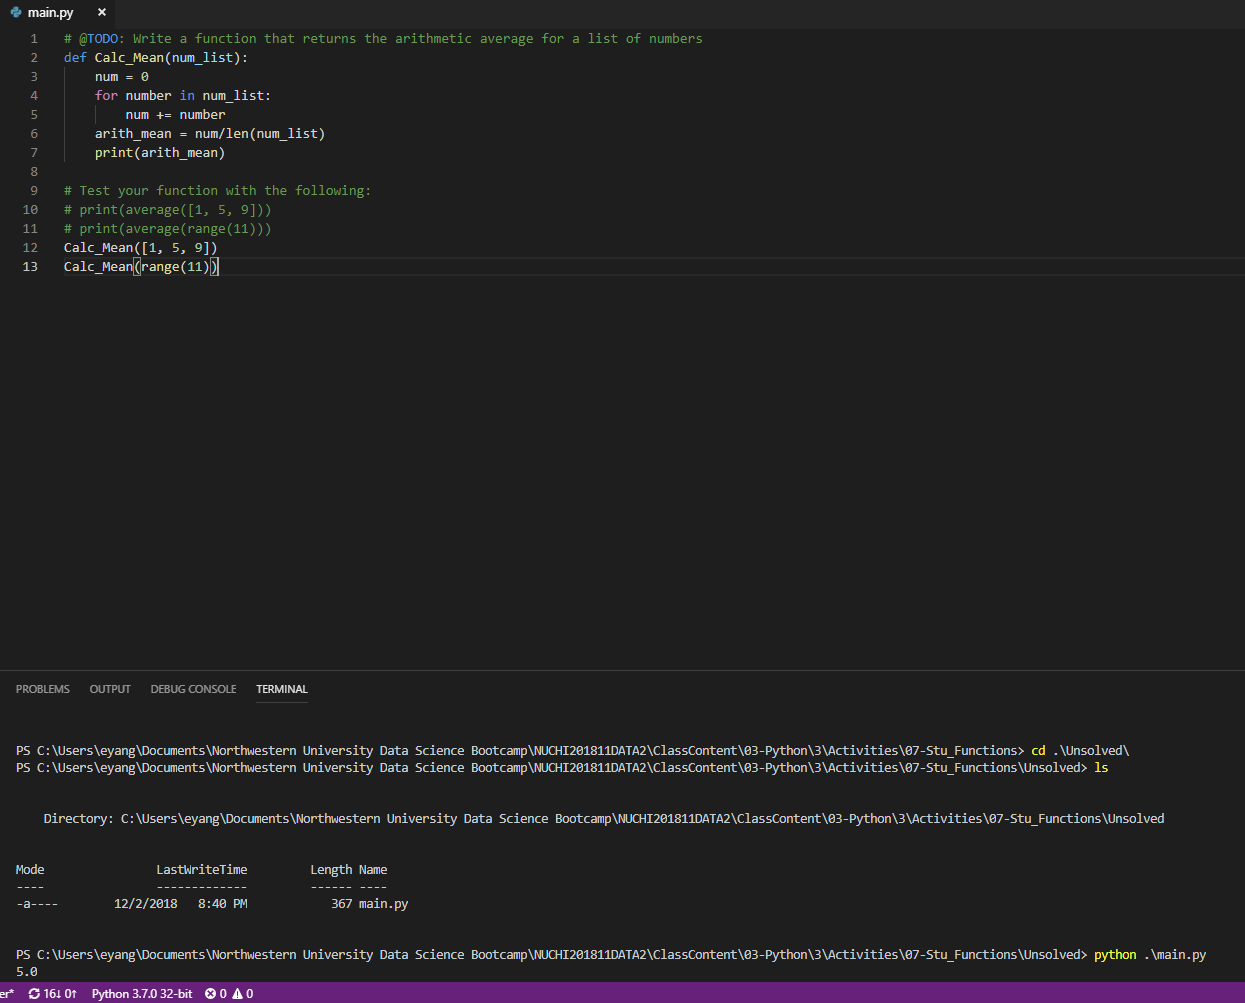 main.py ×
1 # @TODO: Write a function that returns the arithmetic average for a list of numbers
2 def Calc_Mean(num_list):
3     num = 0
4     for number in num_list:
5         num += number
6     arith_mean = num/len(num_list)
7     print(arith_mean)
8
9 # Test your function with the following:
10 # print(average([1, 5, 9]))
11 # print(average(range(11)))
12 Calc_Mean([1, 5, 9])
13 Calc_Mean(range(11))
PROBLEMS OUTPUT DEBUG CONSOLE TERMINAL
PS C:\Users\eyang\Documents\Northwestern University Data Science Bootcamp\NUCHI201811DATA2\ClassContent\03-Python\3\Activities\07-Stu_Functions> cd .\Unsolved\
PS C:\Users\eyang\Documents\Northwestern University Data Science Bootcamp\NUCHI201811DATA2\ClassContent\03-Python\3\Activities\07-Stu_Functions\Unsolved> ls
Directory: C:\Users\eyang\Documents\Northwestern University Data Science Bootcamp\NUCHI201811DATA2\ClassContent\03-Python\3\Activities\07-Stu_Functions\Unsolved
Mode LastWriteTime Length Name
---- ------------- ------ ----
-a---- 12/2/2018 8:40 PM 367 main.py
PS C:\Users\eyang\Documents\Northwestern University Data Science Bootcamp\NUCHI201811DATA2\ClassContent\03-Python\3\Activities\07-Stu_Functions\Unsolved> python .\main.py
5.0
er* 16↓ 0↑ Python 3.7.0 32-bit 0 0